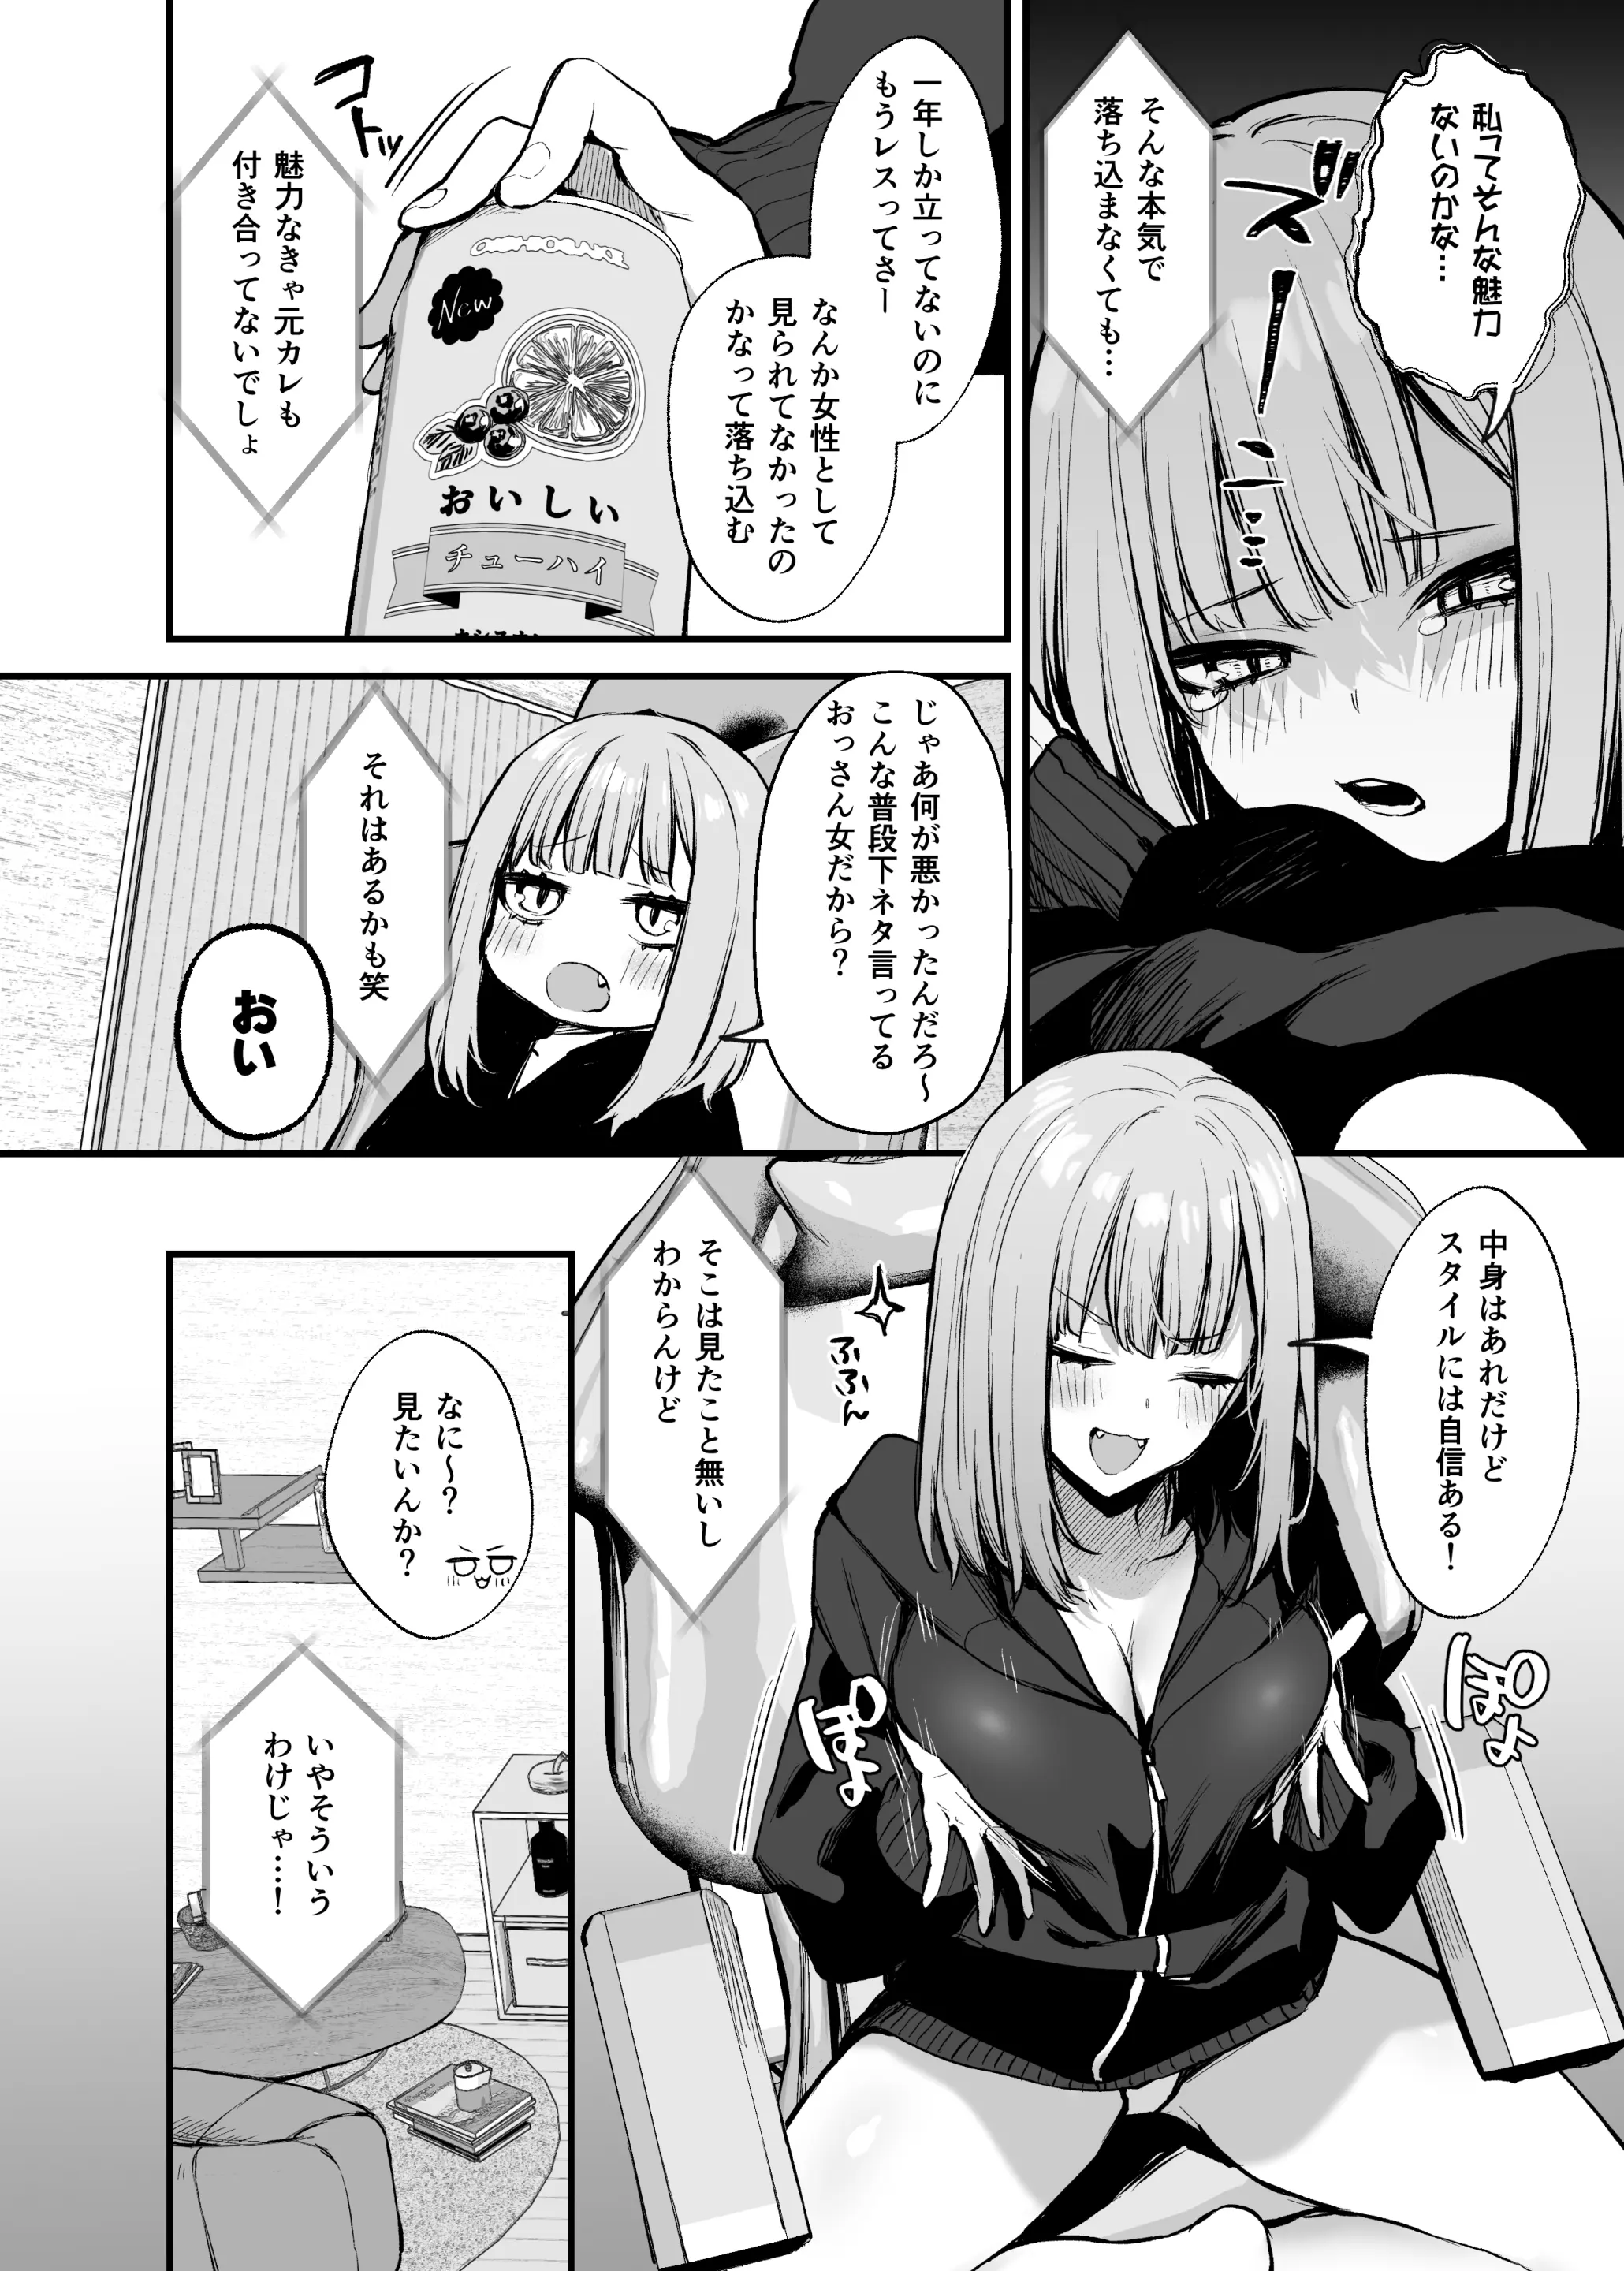 私ってそんな魅力
ないのかな…
そんな本気で
落ち込まなくても…
ズーーン…
一年しか立ってないのに
もうレスってさー
なんか女性として
見られてなかったの
かなって落ち込む
コトッ
New
おいしい
チューハイ
魅力なきゃ元カレも
付き合ってないでしょ
じゃあ何が悪かったんだろ〜
こんな普段下ネタ言ってる
おっさん女だから?
それはあるかも笑
おい
中身はあれだけど
スタイルには自信ある!
ふふん
ぽよ
ぽよ
そこは見たこと無いし
わからんけど
なに〜?
見たいんか?
いやそういう
わけじゃ…!